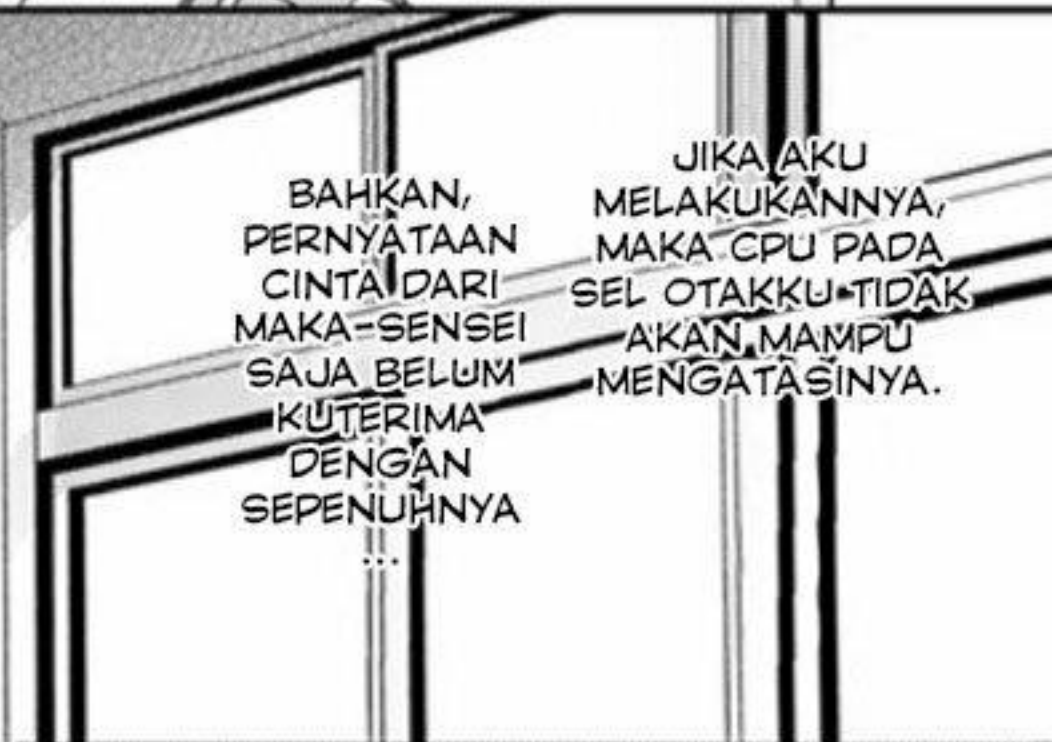 JIKA AKU
MELAKUKANNYA,
MAKA CPU PADA
SEL OTAKKU TIDAK
AKAN MAMPU
MENGATASINYA.
BAHKAN,
PERNYATAAN
CINTA DARI
MAKA-SENSEI
SAJA BELUM
KUTERIMA
DENGAN
SEPENUHNYA
...